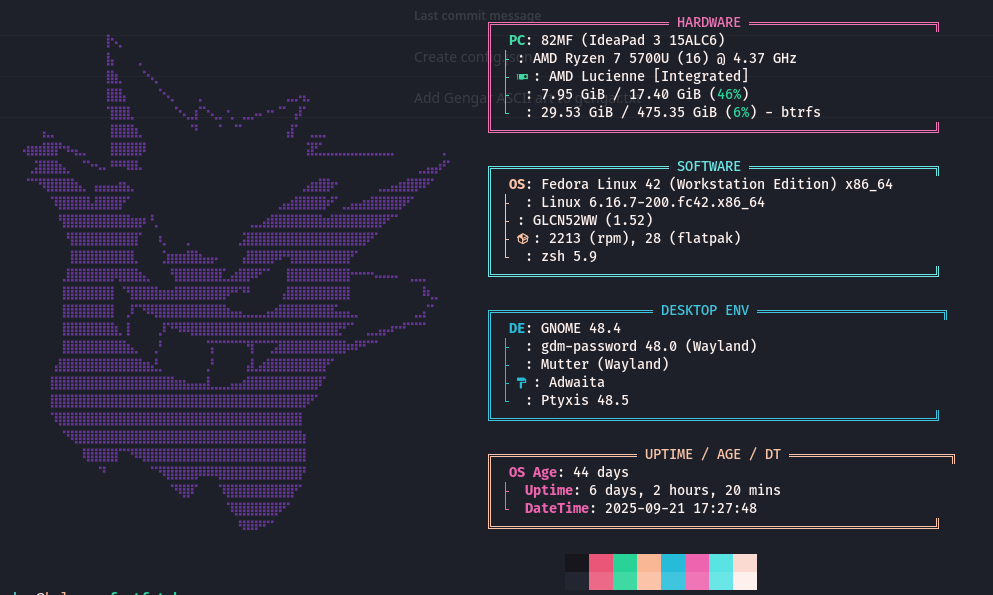 Last commit message
HARDWARE
PC: 82MF (IdeaPad 3 15ALC6)
: AMD Ryzen 7 5700U (16) @ 4.37 GHz
: AMD Lucienne [Integrated]
: 7.95 GiB / 17.40 GiB (46%)
: 29.53 GiB / 475.35 GiB (6%) - btrfs
Create config
Add Gengar ASCII art
SOFTWARE
OS: Fedora Linux 42 (Workstation Edition) x86_64
: Linux 6.16.7-200.fc42.x86_64
: GLCN52WW (1.52)
: 2213 (rpm), 28 (flatpak)
: zsh 5.9
DESKTOP ENV
DE: GNOME 48.4
: gdm-password 48.0 (Wayland)
: Mutter (Wayland)
: Adwaita
: Ptyxis 48.5
UPTIME / AGE / DT
OS Age: 44 days
Uptime: 6 days, 2 hours, 20 mins
DateTime: 2025-09-21 17:27:48